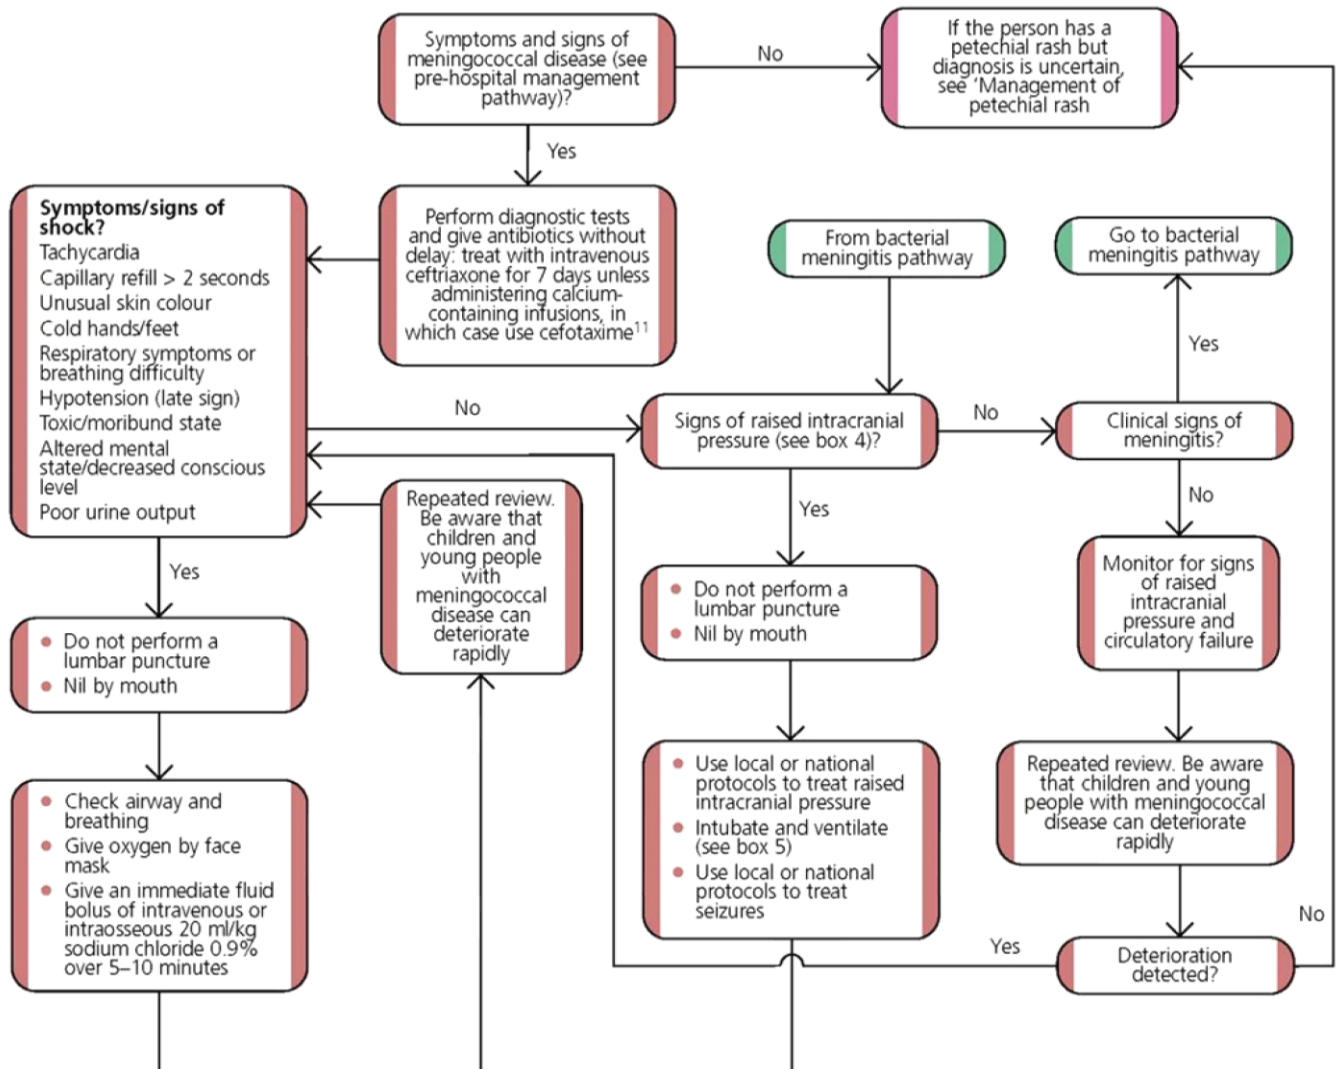 Symptoms and signs of
meningococcal disease (see
pre-hospital management
pathway)?
No
If the person has a
petechial rash but
diagnosis is uncertain,
see ‘Management of
petechial rash
Yes
Symptoms/signs of
shock?
Tachycardia
Capillary refill > 2 seconds
Unusual skin colour
Cold hands/feet
Respiratory symptoms or
breathing difficulty
Hypotension (late sign)
Toxic/moribund state
Altered mental
state/decreased conscious
level
Poor urine output
Perform diagnostic tests
and give antibiotics without
delay: treat with intravenous
ceftriaxone for 7 days unless
administering calcium-
containing infusions, in
which case use cefotaxime¹¹
From bacterial
meningitis pathway
Go to bacterial
meningitis pathway
Yes
No
Signs of raised intracranial
pressure (see box 4)?
No
Clinical signs of
meningitis?
Repeated review.
Be aware that
children and
young people
with
meningococcal
disease can
deteriorate
rapidly
Yes
No
Yes
• Do not perform a
lumbar puncture
• Nil by mouth
• Do not perform a
lumbar puncture
• Nil by mouth
Monitor for signs
of raised
intracranial
pressure and
circulatory failure
• Check airway and
breathing
• Give oxygen by face
mask
• Give an immediate fluid
bolus of intravenous or
intraosseous 20 ml/kg
sodium chloride 0.9%
over 5–10 minutes
• Use local or national
protocols to treat raised
intracranial pressure
• Intubate and ventilate
(see box 5)
• Use local or national
protocols to treat
seizures
Repeated review. Be aware
that children and young
people with meningococcal
disease can deteriorate
rapidly
No
Yes
Deterioration
detected?